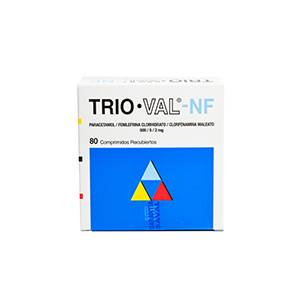 TRIO•VAL®-NF
PARACETAMOL / FENILEFRINA CLORHIDRATO / CLORFENAMINA MALEATO
500 / 5 / 2 mg
80 Comprimidos Recubiertos